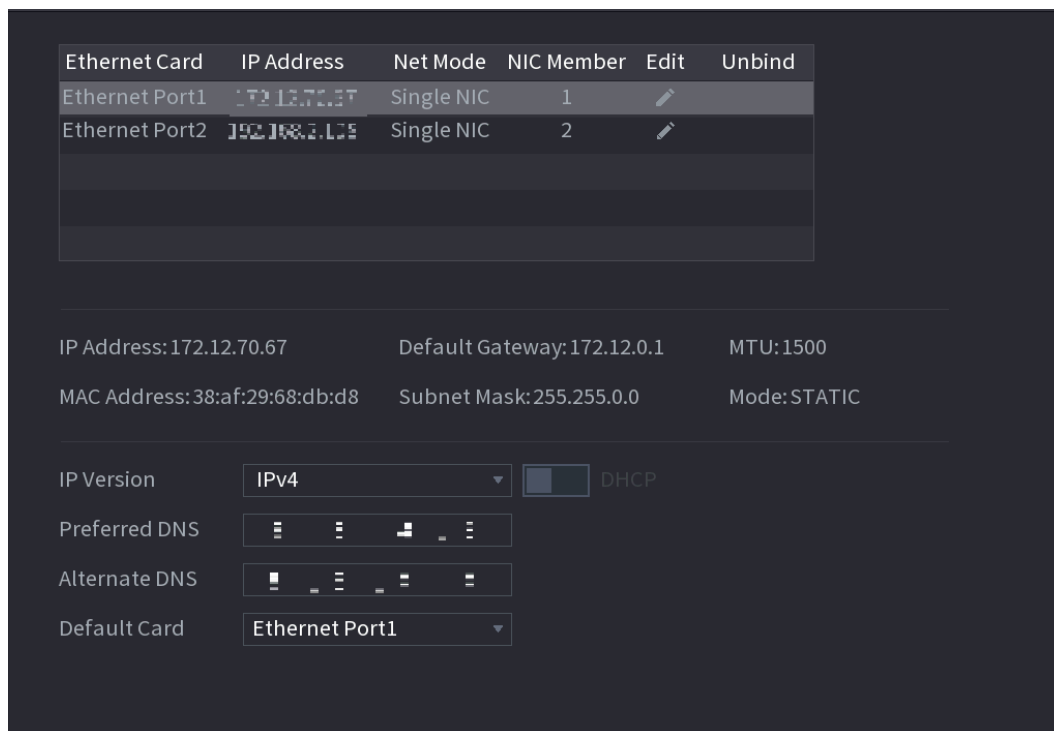 Ethernet Card IP Address Net Mode NIC Member Edit Unbind
Ethernet Port1 Single NIC 1
Ethernet Port2 Single NIC 2
IP Address:172.12.70.67 Default Gateway:172.12.0.1 MTU:1500
MAC Address:38:af:29:68:db:d8 Subnet Mask:255.255.0.0 Mode:STATIC
IP Version IPv4 DHCP
Preferred DNS
Alternate DNS
Default Card Ethernet Port1